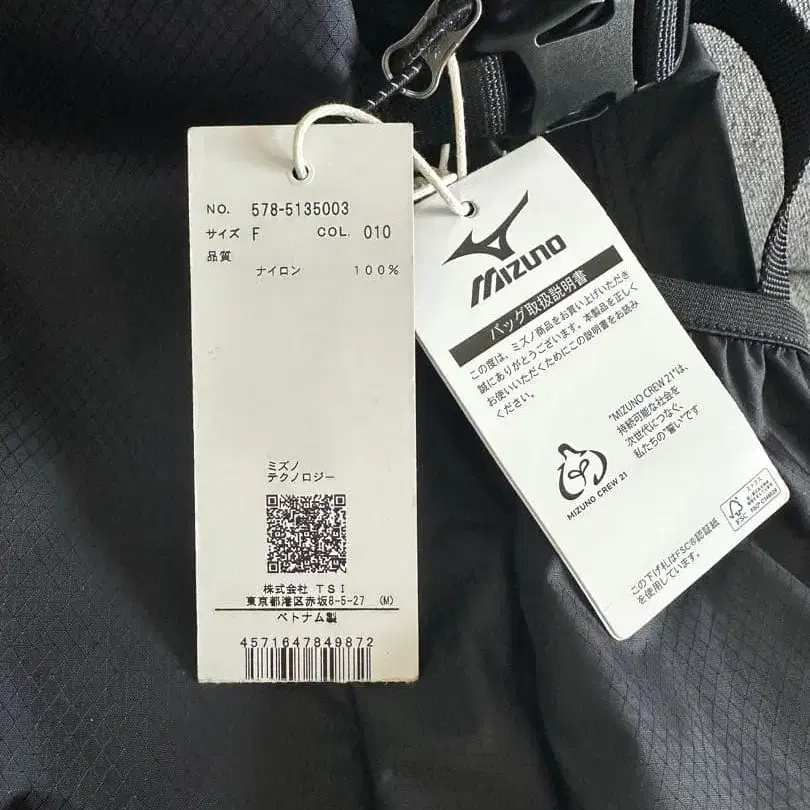 NO. 578-5135003
サイズ F COL. 010
品質
ナイロン 100%
ミズノ
テクノロジー
株式会社 TSI
東京都港区赤坂8-5-27 (M)
ベトナム製
4571647849872
MIZUNO
バッグ取扱説明書
この度は、ミズノ商品をお買い上げいただき
誠にありがとうございます。本製品を正しく
お使いいただくためにこの説明書をお読み
ください。
"MIZUNO CREW 21"は、
持続可能な社会を
次世代につなぐ、
私たちの"誓い"です
MIZUNO CREW 21
FSC
ミックス
この下げ札はFSC®認証紙
を使用しています。